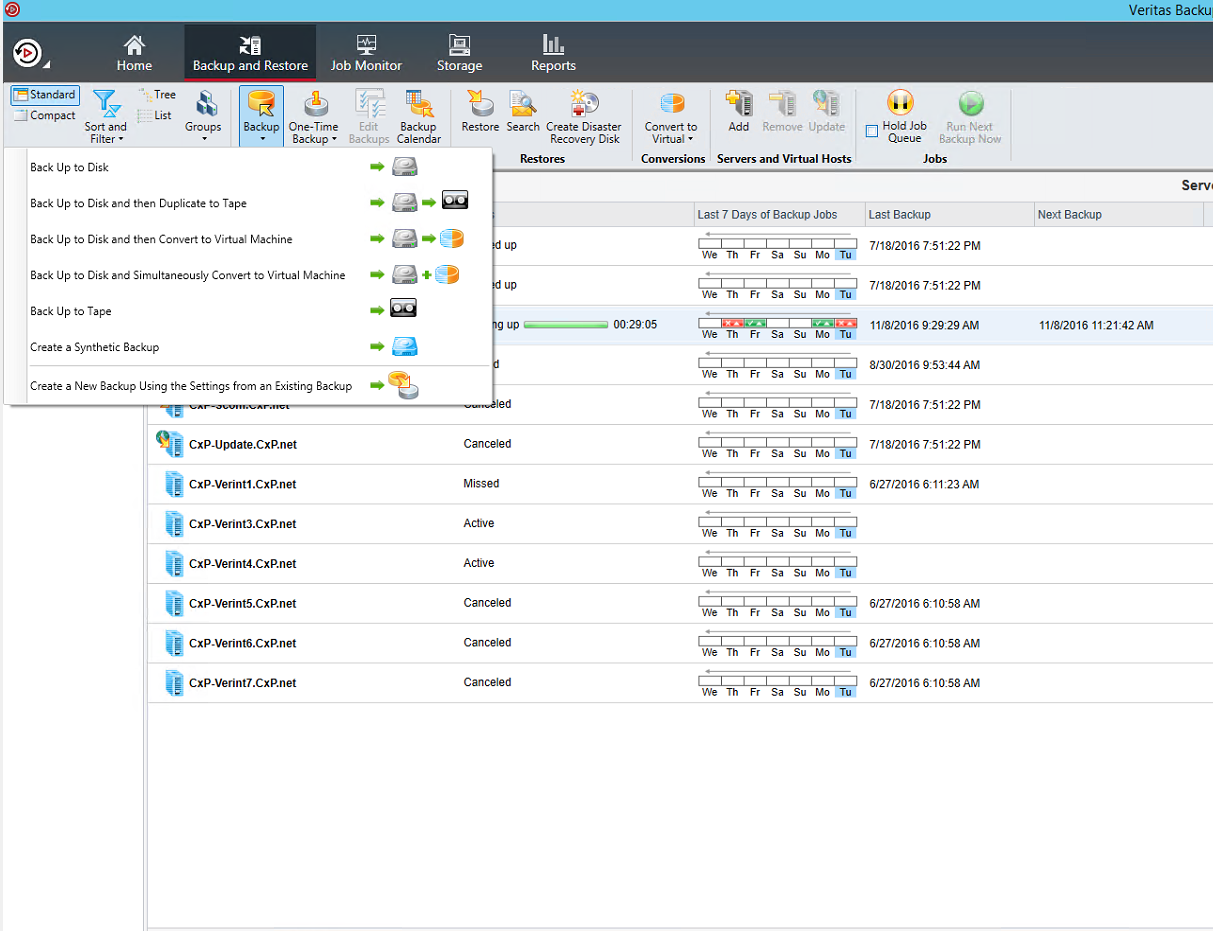 Veritas Backu
Home
Backup and Restore
Job Monitor
Storage
Reports
Standard
Compact
Sort and
Filter
Tree
List
Groups
Backup
One-Time
Backup
Edit
Backups
Backup
Calendar
Restore
Search
Create Disaster
Recovery Disk
Restores
Convert to
Virtual
Conversions
Add
Remove
Update
Servers and Virtual Hosts
Hold Job
Queue
Run Next
Backup Now
Jobs
Back Up to Disk
Back Up to Disk and then Duplicate to Tape
Back Up to Disk and then Convert to Virtual Machine
Back Up to Disk and Simultaneously Convert to Virtual Machine
Back Up to Tape
Create a Synthetic Backup
Create a New Backup Using the Settings from an Existing Backup
Serve
s Last 7 Days of Backup Jobs Last Backup Next Backup
ed up 7/18/2016 7:51:22 PM
We Th Fr Sa Su Mo Tu
ed up 7/18/2016 7:51:22 PM
We Th Fr Sa Su Mo Tu
ng up 00:29:05 11/8/2016 9:29:29 AM 11/8/2016 11:21:42 AM
We Th Fr Sa Su Mo Tu
d 8/30/2016 9:53:44 AM
We Th Fr Sa Su Mo Tu
CxP-Scom.CxP.net Canceled 7/18/2016 7:51:22 PM
We Th Fr Sa Su Mo Tu
CxP-Update.CxP.net Canceled 7/18/2016 7:51:22 PM
We Th Fr Sa Su Mo Tu
CxP-Verint1.CxP.net Missed 6/27/2016 6:11:23 AM
We Th Fr Sa Su Mo Tu
CxP-Verint3.CxP.net Active
We Th Fr Sa Su Mo Tu
CxP-Verint4.CxP.net Active
We Th Fr Sa Su Mo Tu
CxP-Verint5.CxP.net Canceled 6/27/2016 6:10:58 AM
We Th Fr Sa Su Mo Tu
CxP-Verint6.CxP.net Canceled 6/27/2016 6:10:58 AM
We Th Fr Sa Su Mo Tu
CxP-Verint7.CxP.net Canceled 6/27/2016 6:10:58 AM
We Th Fr Sa Su Mo Tu